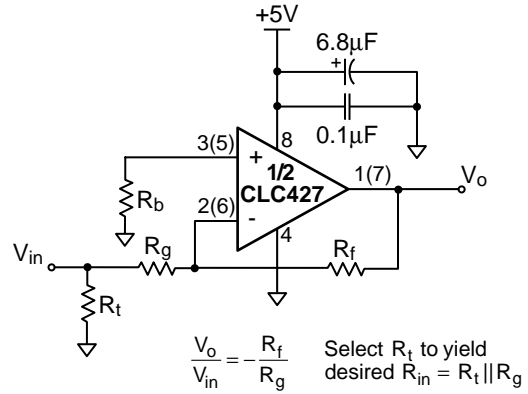 +5V
6.8μF
+
0.1μF
8
3(5)
+
1/2
CLC427
1(7)
Vo
Rb
2(6)
-
4
Vin
Rg
Rf
Rt
Vo/Vin = -Rf/Rg
Select Rt to yield
desired Rin = Rt||Rg